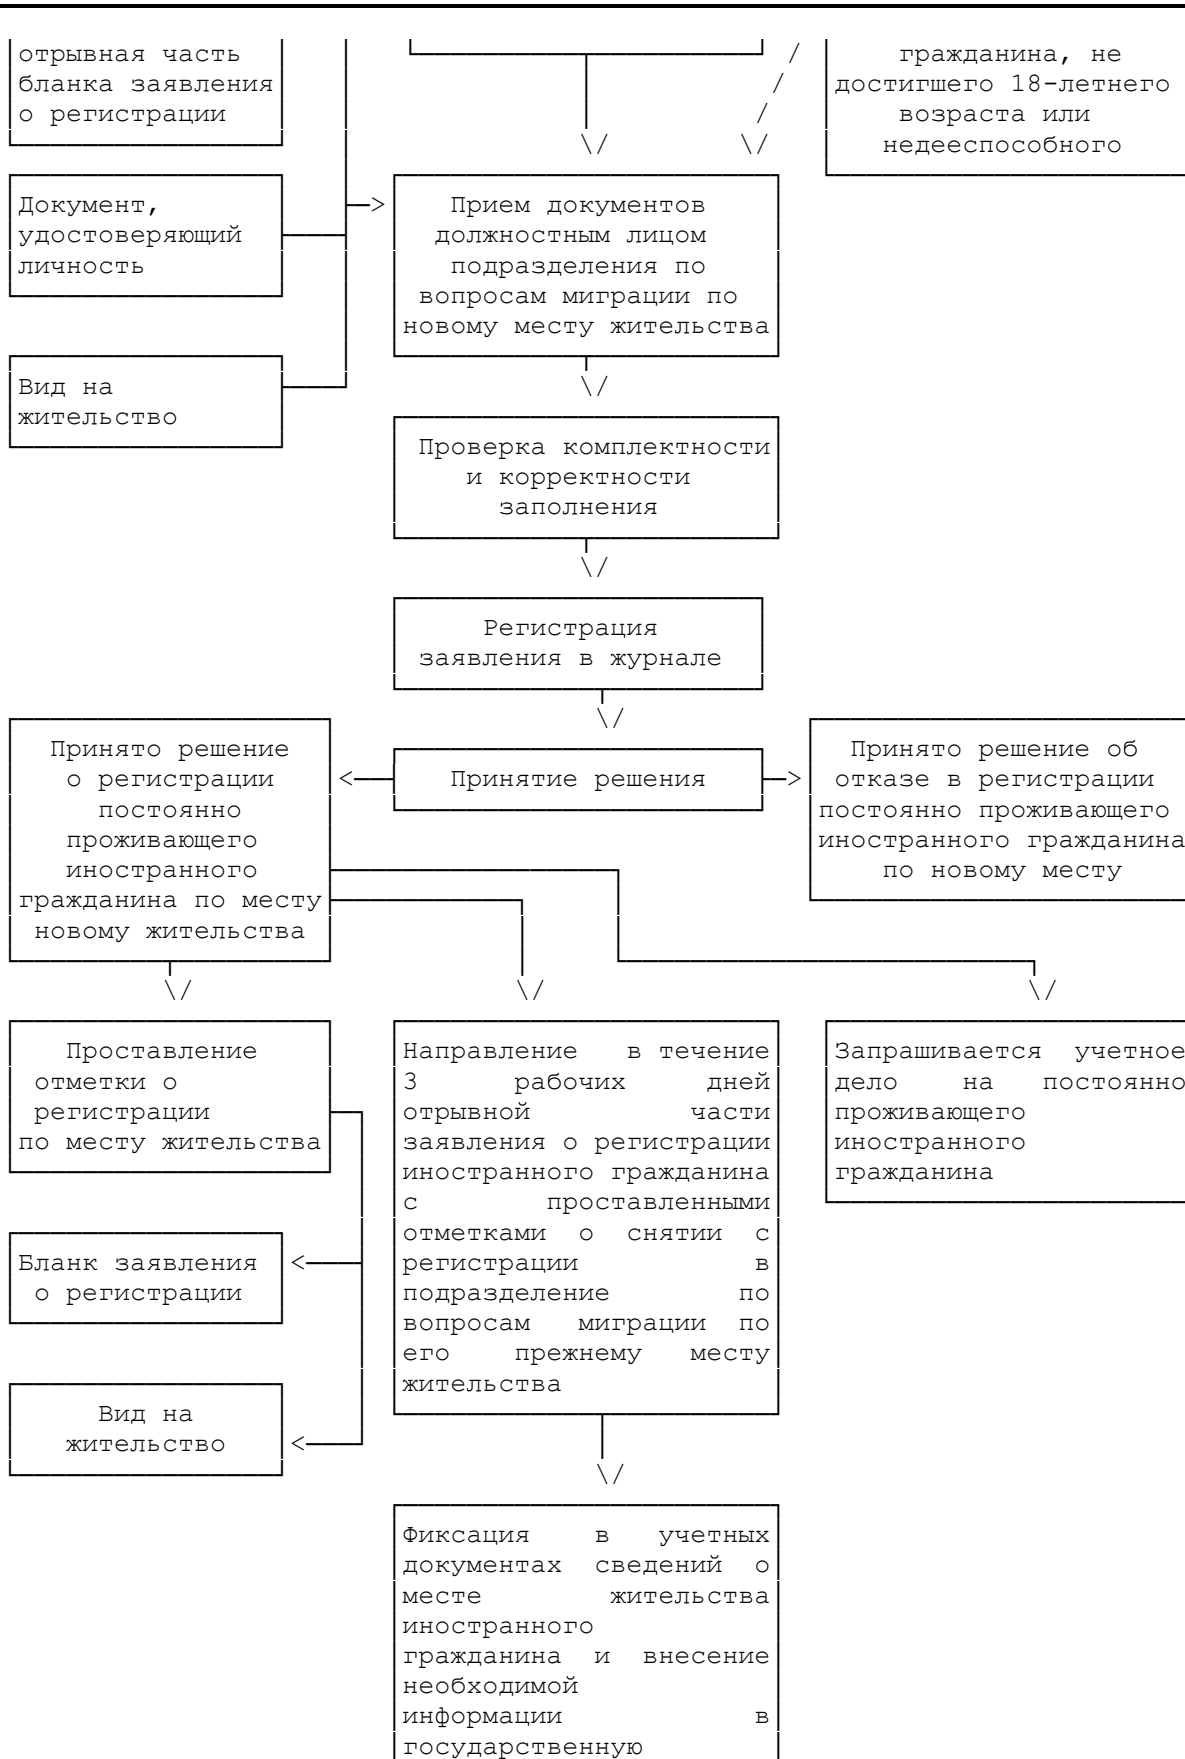 отрывная часть
бланка заявления
о регистрации
гражданина, не
достигшего 18-летнего
возраста или
недееспособного
Документ,
удостоверяющий
личность
Прием документов
должностным лицом
подразделения по
вопросам миграции по
новому месту жительства
Вид на
жительство
Проверка комплектности
и корректности
заполнения
Регистрация
заявления в журнале
Принято решение
о регистрации
постоянно
проживающего
иностранного
гражданина по месту
новому жительства
Принятие решения
Принято решение об
отказе в регистрации
постоянно проживающего
иностранного гражданина
по новому месту
Проставление
отметки о
регистрации
по месту жительства
Направление в течение
3 рабочих дней
отрывной части
заявления о регистрации
иностранного гражданина
с проставленными
отметками о снятии с
регистрации в
подразделение по
вопросам миграции по
его прежнему месту
жительства
Запрашивается учетное
дело на постоянно
проживающего
иностранного
гражданина
Бланк заявления
о регистрации
Вид на
жительство
Фиксация в учетных
документах сведений о
месте жительства
иностранного
гражданина и внесение
необходимой
информации в
государственную